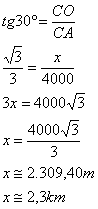 tg30° = CO/CA
√3/3 = x/4000
3x = 4000√3
x = 4000√3/3
x ≅ 2.309,40m
x ≅ 2,3km